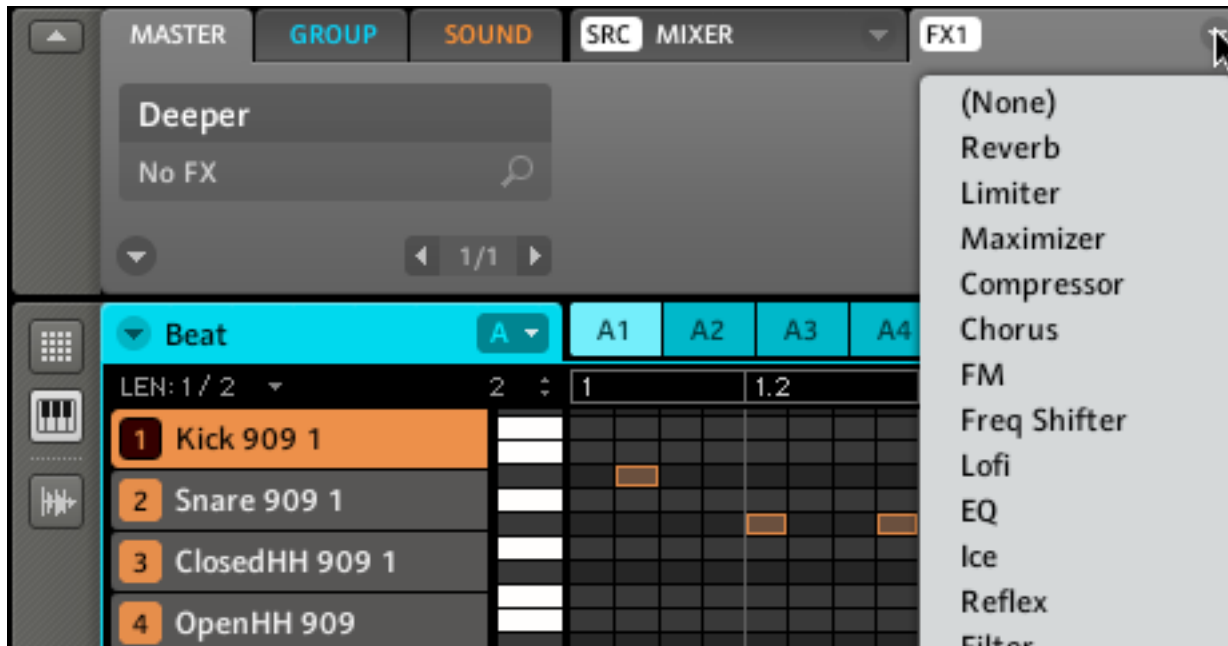 MASTER GROUP SOUND SRC MIXER FX1
Deeper
No FX
1/1
(None)
Reverb
Limiter
Maximizer
Compressor
Chorus
FM
Freq Shifter
Lofi
EQ
Ice
Reflex
Filter
Beat A A1 A2 A3 A4
LEN: 1 / 2 2 1 1.2
1 Kick 909 1
2 Snare 909 1
3 ClosedHH 909 1
4 OpenHH 909